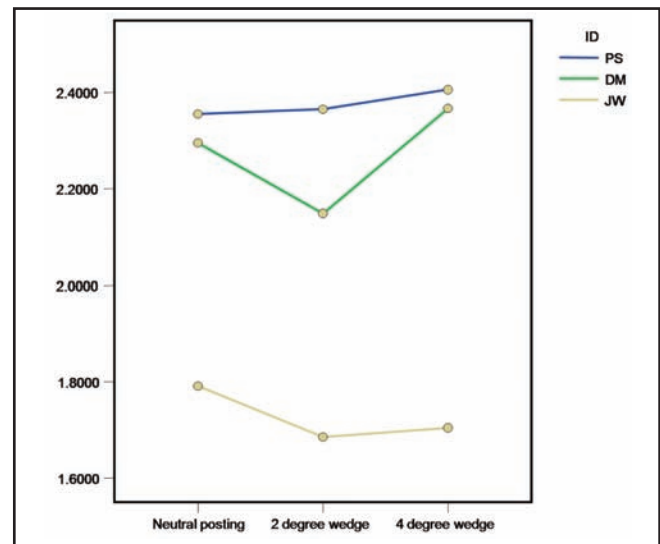 ID
PS
DM
JW
2.4000
2.2000
2.0000
1.8000
1.6000
Neutral posting 2 degree wedge 4 degree wedge